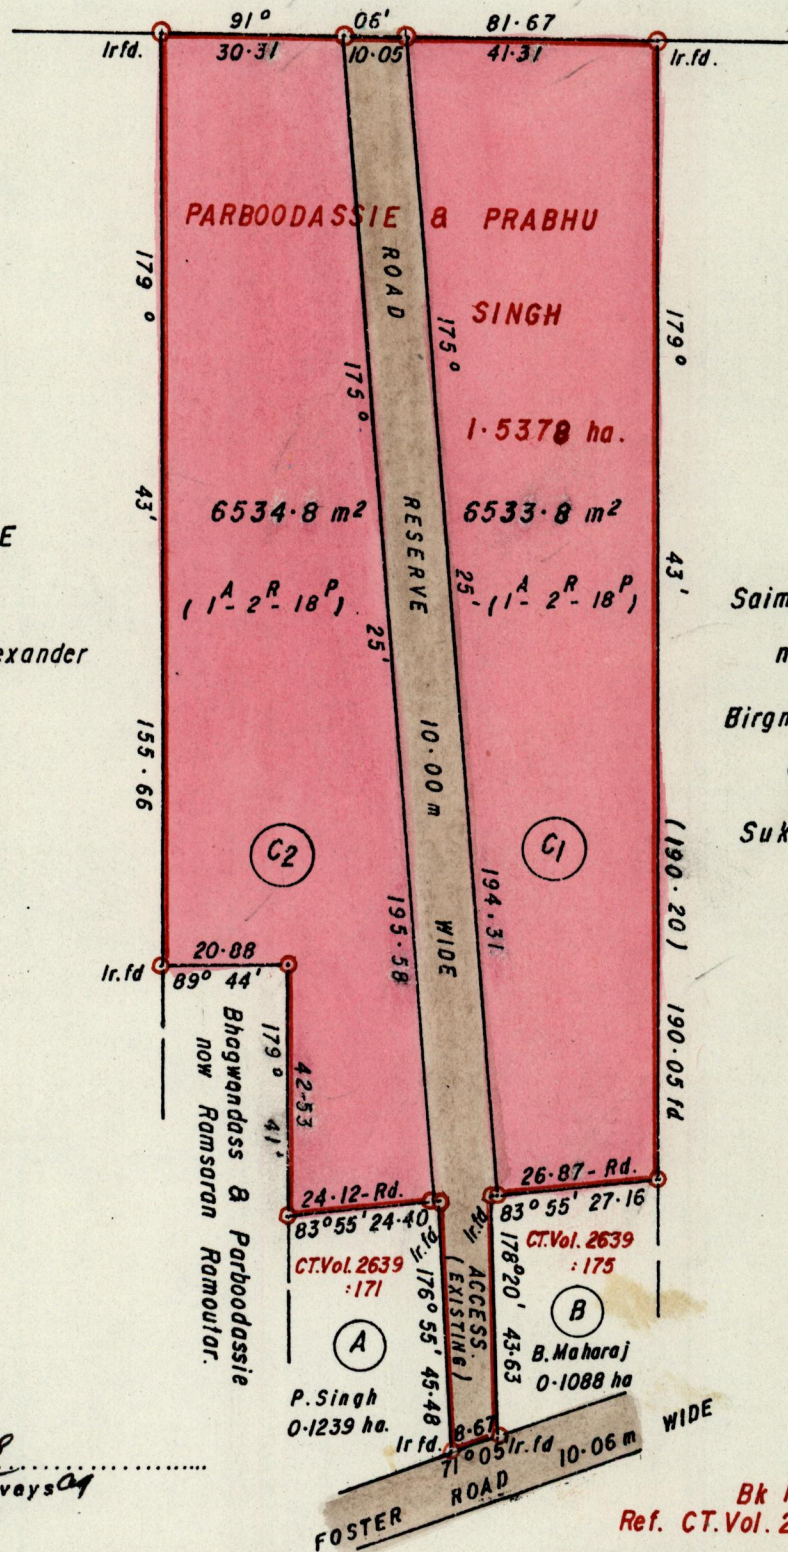 91° 06' 81·67
Ir fd. 30·31 10·05 41·31 Ir.fd.
PARBOODASSIE & PRABHU
SINGH
1·5378 ha.
179° 43' 155·66
175° 25' 195·58
ROAD RESERVE 10·00 m WIDE
175° 25' 194·31
179° 43' (190·20) 190·05 fd
6534·8 m²
(1ᴬ- 2ᴿ- 18ᴾ)
6533·8 m²
(1ᴬ- 2ᴿ- 18ᴾ)
E
exander
Saim
n
Birgn
Suk
C2
C1
20·88
Ir.fd 89° 44'
Bhagwandass & Parboodassie
now Ramsaran Ramoutar.
179° 41'
42·53
24·12-Rd.
83° 55' 24·40
26·87-Rd.
83° 55' 27·16
Ir.fd
Ir.fd
CT.Vol. 2639
:171
A
P. Singh
0·1239 ha.
176° 55' 45·48
ACCESS.
(EXISTING)
178° 20' 43·63
CT.Vol. 2639
:175
B
B. Maharaj
0·1088 ha
8·67
Ir fd. 71° 05' Ir.fd
FOSTER ROAD 10·06 m WIDE
veys
Bk
Ref. CT.Vol. 2